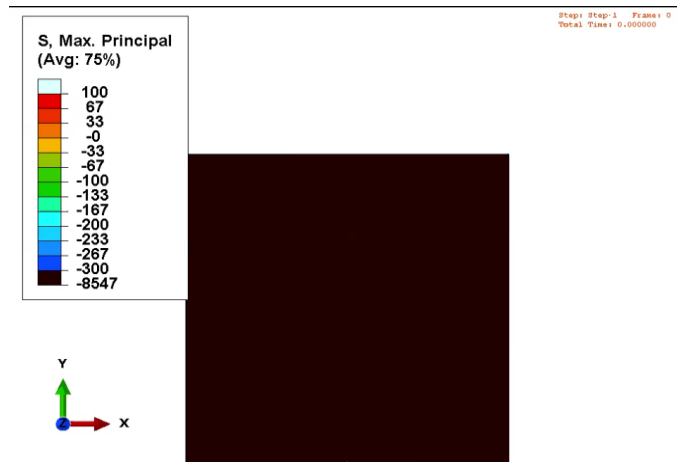 Step: Step-1 Frame: 0
Total Time: 0.000000
S, Max. Principal
(Avg: 75%)
100
67
33
-0
-33
-67
-100
-133
-167
-200
-233
-267
-300
-8547
Y
Z
X